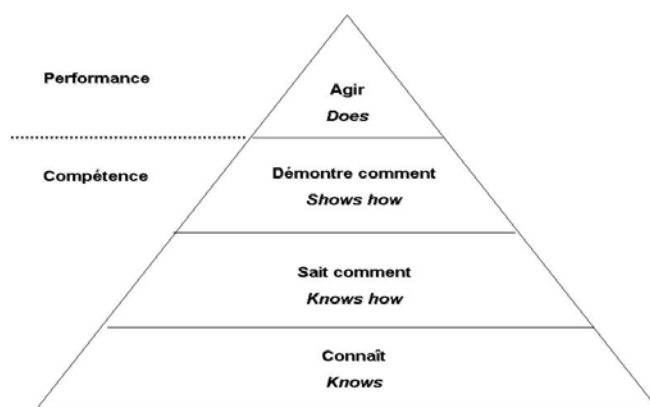 Performance
Agir
Does
Compétence
Démontre comment
Shows how
Sait comment
Knows how
Connaît
Knows